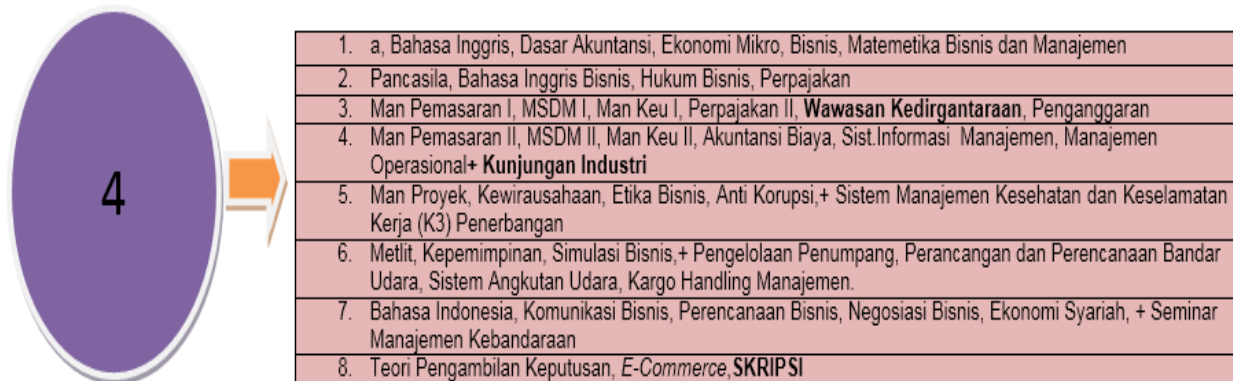 4
1. a, Bahasa Inggris, Dasar Akuntansi, Ekonomi Mikro, Bisnis, Matemetika Bisnis dan Manajemen
2. Pancasila, Bahasa Inggris Bisnis, Hukum Bisnis, Perpajakan
3. Man Pemasaran I, MSDM I, Man Keu I, Perpajakan II, Wawasan Kedirgantaraan, Penganggaran
4. Man Pemasaran II, MSDM II, Man Keu II, Akuntansi Biaya, Sist.Informasi Manajemen, Manajemen
Operasional+ Kunjungan Industri
5. Man Proyek, Kewirausahaan, Etika Bisnis, Anti Korupsi,+ Sistem Manajemen Kesehatan dan Keselamatan
Kerja (K3) Penerbangan
6. Metlit, Kepemimpinan, Simulasi Bisnis,+ Pengelolaan Penumpang, Perancangan dan Perencanaan Bandar
Udara, Sistem Angkutan Udara, Kargo Handling Manajemen.
7. Bahasa Indonesia, Komunikasi Bisnis, Perencanaan Bisnis, Negosiasi Bisnis, Ekonomi Syariah, + Seminar
Manajemen Kebandaraan
8. Teori Pengambilan Keputusan, E-Commerce,SKRIPSI